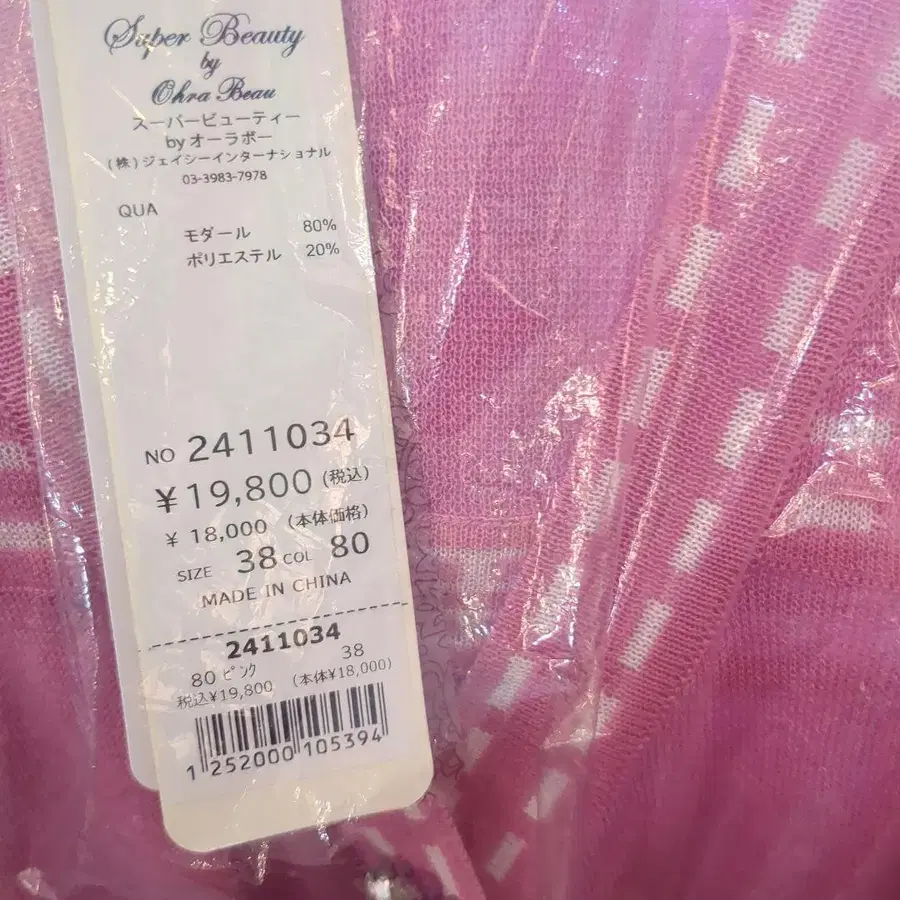 Super Beauty
by
Ohra Beau
スーパービューティー
by オーラボー
(株)ジェイシーインターナショナル
03-3983-7978
QUA
モダール 80%
ポリエステル 20%
NO 2411034
¥19,800 (税込)
¥ 18,000 (本体価格)
SIZE 38 COL 80
MADE IN CHINA
2411034
80 ピンク 38
税込¥19,800 (本体¥18,000)
1 252000 105394